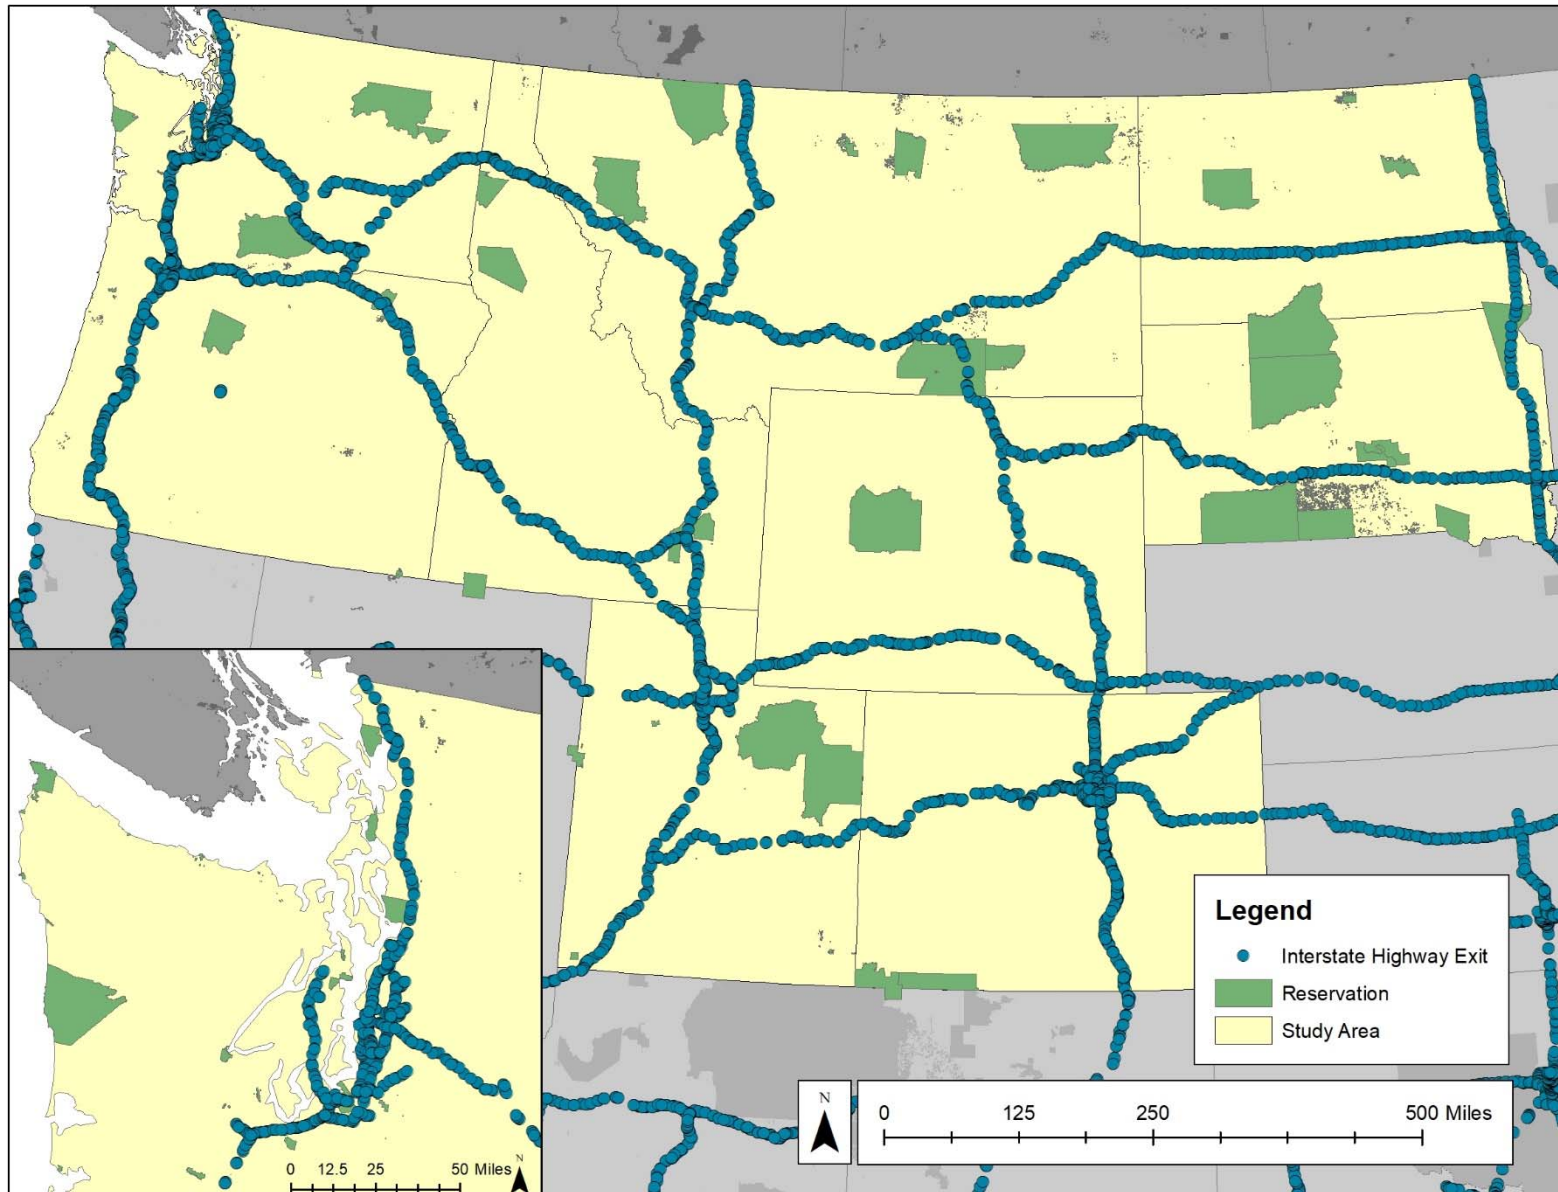 Legend
Interstate Highway Exit
Reservation
Study Area
N
0 125 250 500 Miles
N
0 12.5 25 50 Miles